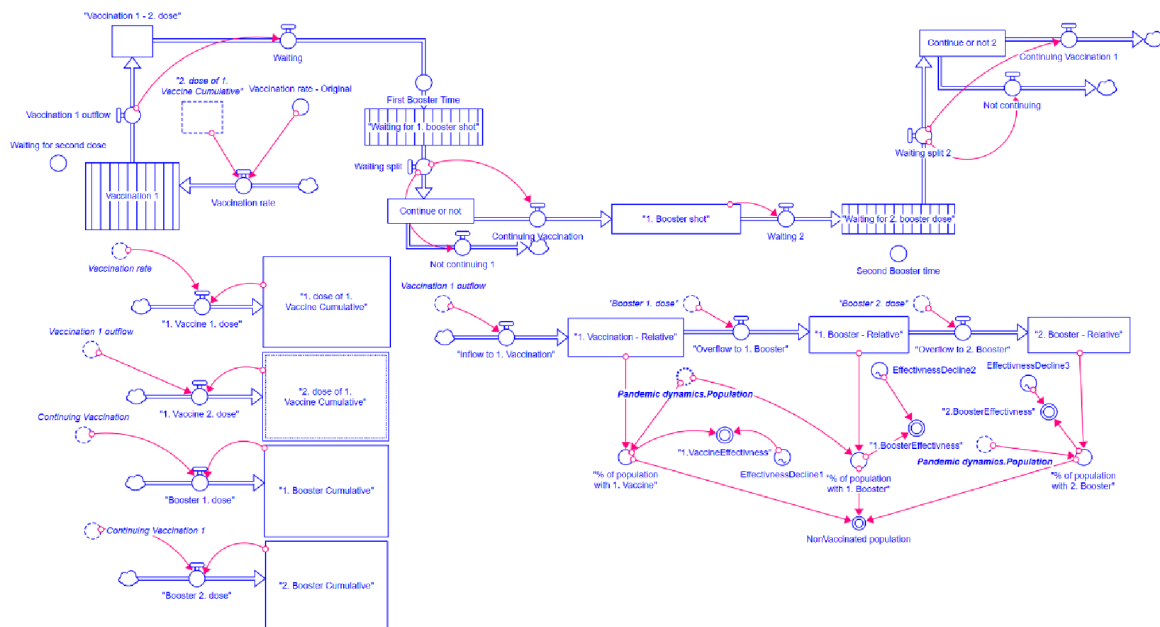 "Vaccination 1 - 2. dose"
Waiting
"2. dose of 1.
Vaccine Cumulative"
Vaccination rate - Original
Vaccination 1 outflow
Waiting for second dose
Vaccination 1
Vaccination rate
First Booster Time
"Waiting for 1. booster shot"
Waiting split
Continue or not
Continuing Vaccination
Not continuing 1
"1. Booster shot"
Waiting 2
"Waiting for 2. booster dose"
Second Booster time
Waiting split 2
Continue or not 2
Continuing Vaccination 1
Not continuing
Vaccination rate
"1. Vaccine 1. dose"
"1. dose of 1.
Vaccine Cumulative"
Vaccination 1 outflow
"1. Vaccine 2. dose"
"2. dose of 1.
Vaccine Cumulative"
Continuing Vaccination
"Booster 1. dose"
"1. Booster Cumulative"
Continuing Vaccination 1
"Booster 2. dose"
"2. Booster Cumulative"
Vaccination 1 outflow
"Inflow to 1. Vaccination"
"1. Vaccination - Relative"
"Booster 1. dose"
"Overflow to 1. Booster"
"1. Booster - Relative"
"Booster 2. dose"
"Overflow to 2. Booster"
"2. Booster - Relative"
Pandemic dynamics.Population
EffectivnessDecline2
EffectivnessDecline3
"2.BoosterEffectivness"
"1.VaccineEffectivness"
"1.BoosterEffectivness"
Pandemic dynamics.Population
"% of population
with 1. Vaccine"
EffectivnessDecline1
"% of population
with 1. Booster"
"% of population
with 2. Booster"
NonVaccinated population